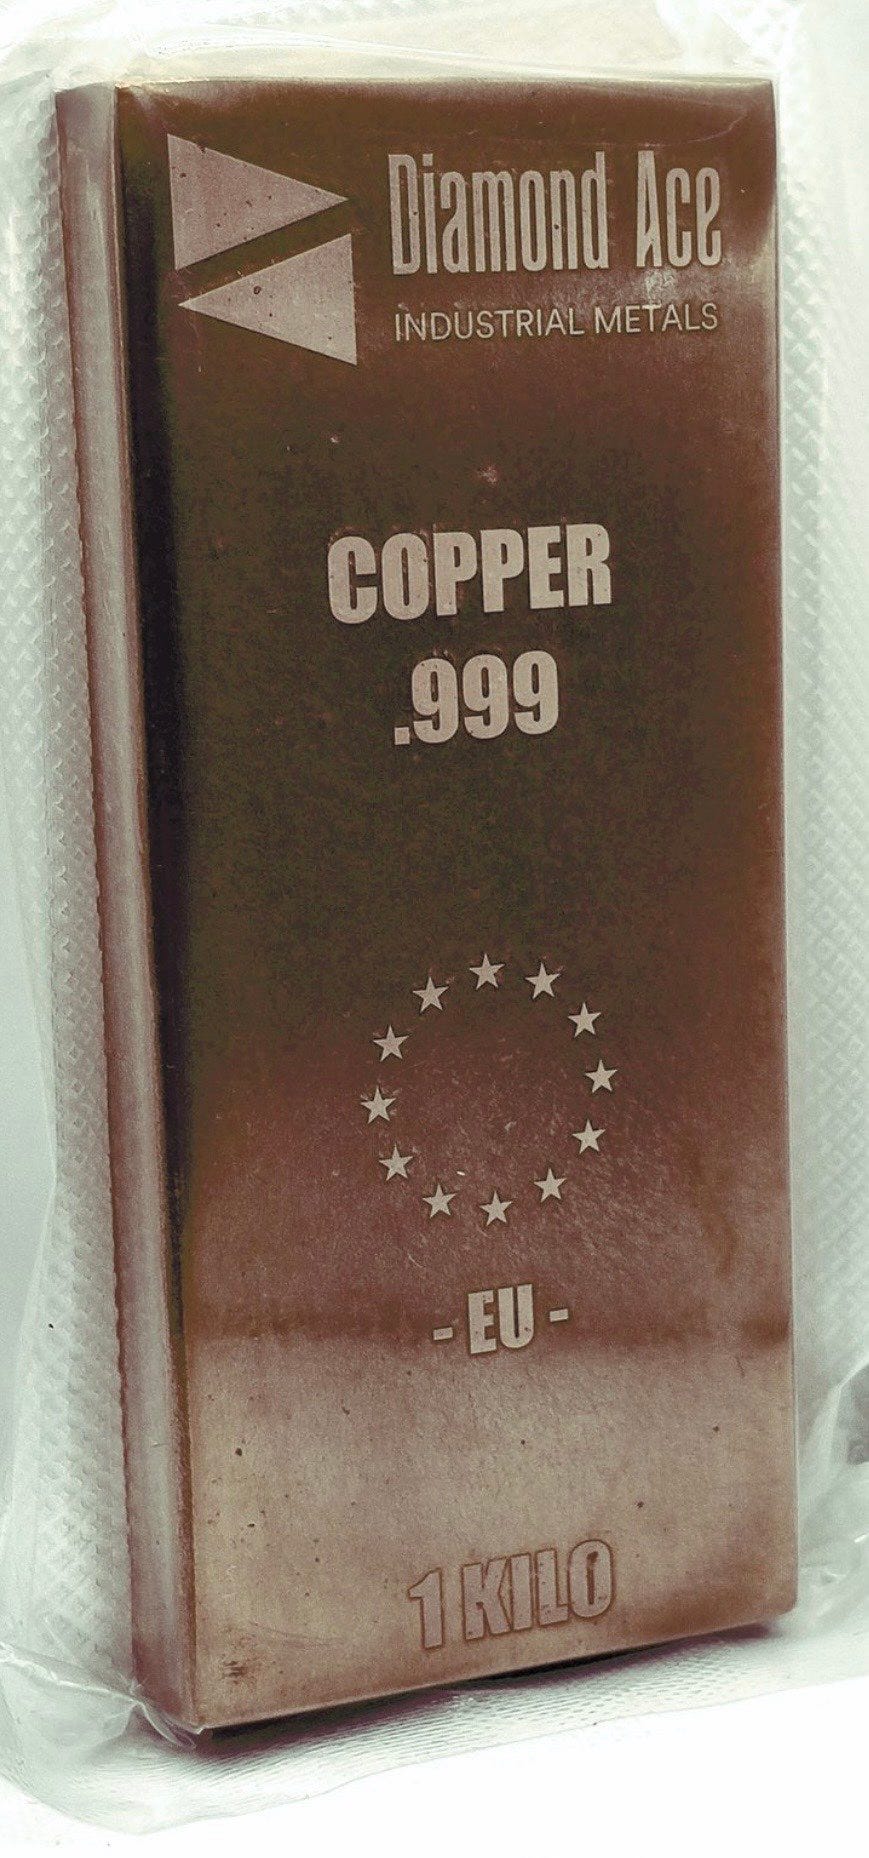 Diamond Ace
INDUSTRIAL METALS
COPPER
.999
- EU -
1 KILO